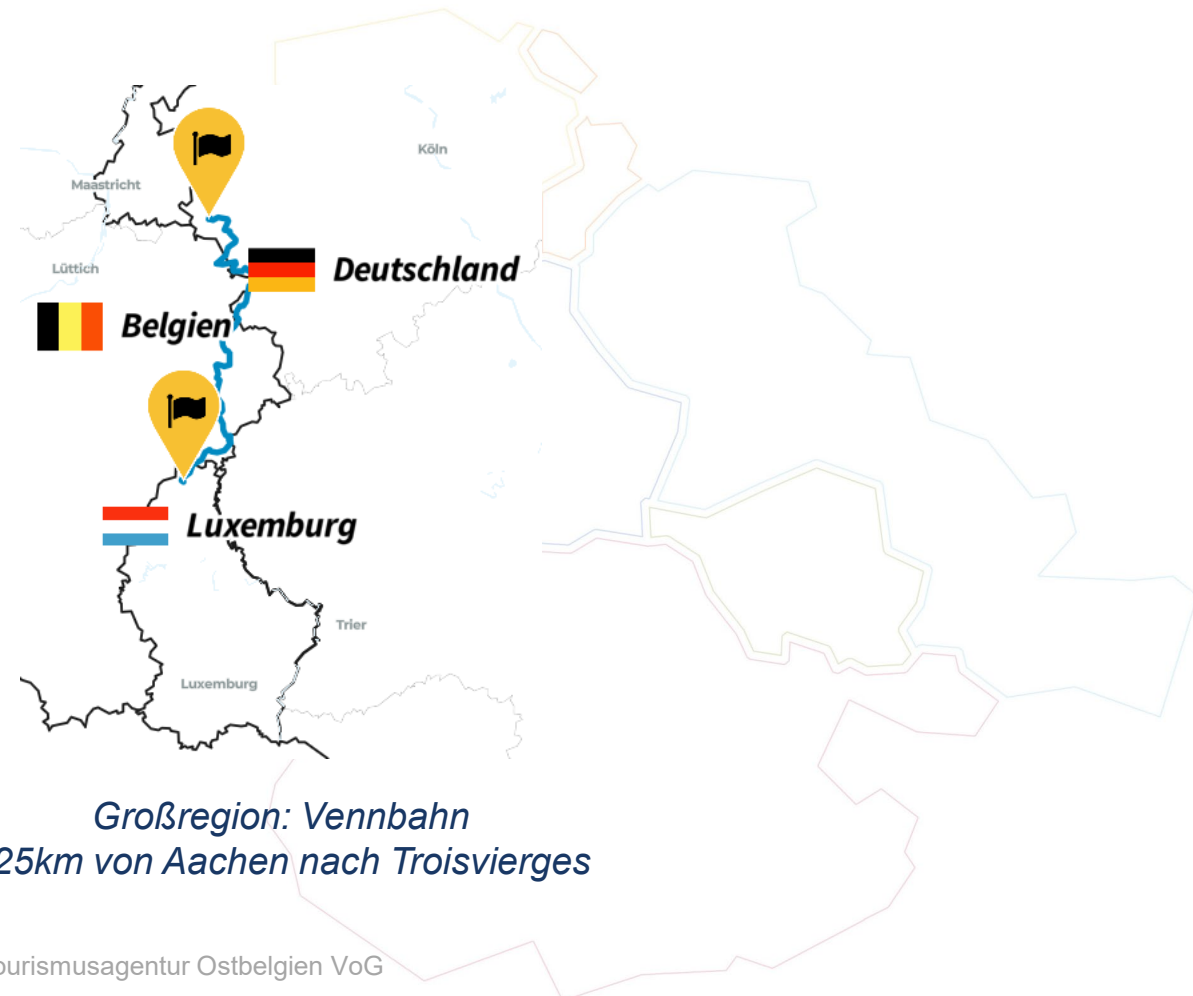 Köln
Maastricht
Lüttich
Deutschland
Belgien
Luxemburg
Trier
Luxemburg
Großregion: Vennbahn
25km von Aachen nach Troisvierges
ourismusagentur Ostbelgien VoG